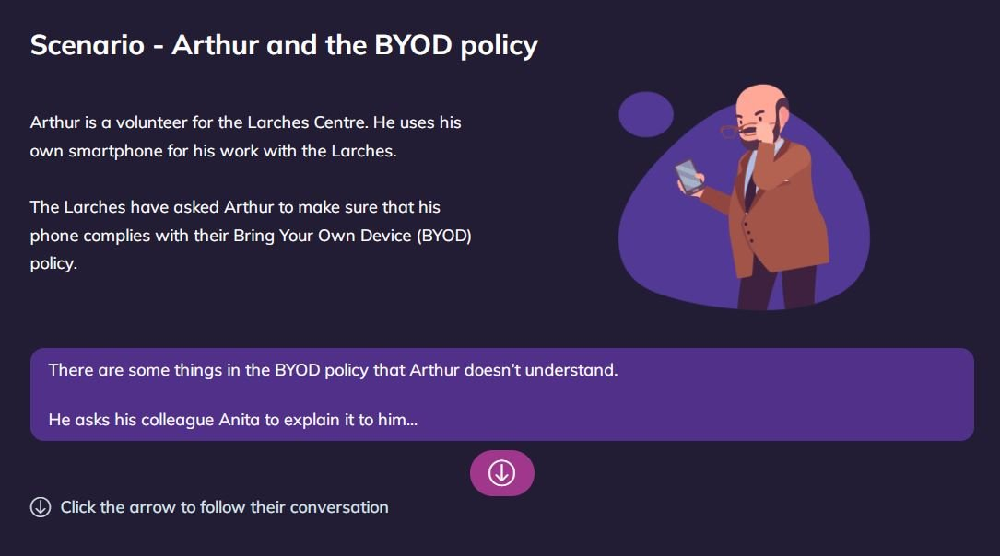 Scenario - Arthur and the BYOD policy
Arthur is a volunteer for the Larches Centre. He uses his
own smartphone for his work with the Larches.
The Larches have asked Arthur to make sure that his
phone complies with their Bring Your Own Device (BYOD)
policy.
There are some things in the BYOD policy that Arthur doesn't understand.
He asks his colleague Anita to explain it to him...
Click the arrow to follow their conversation